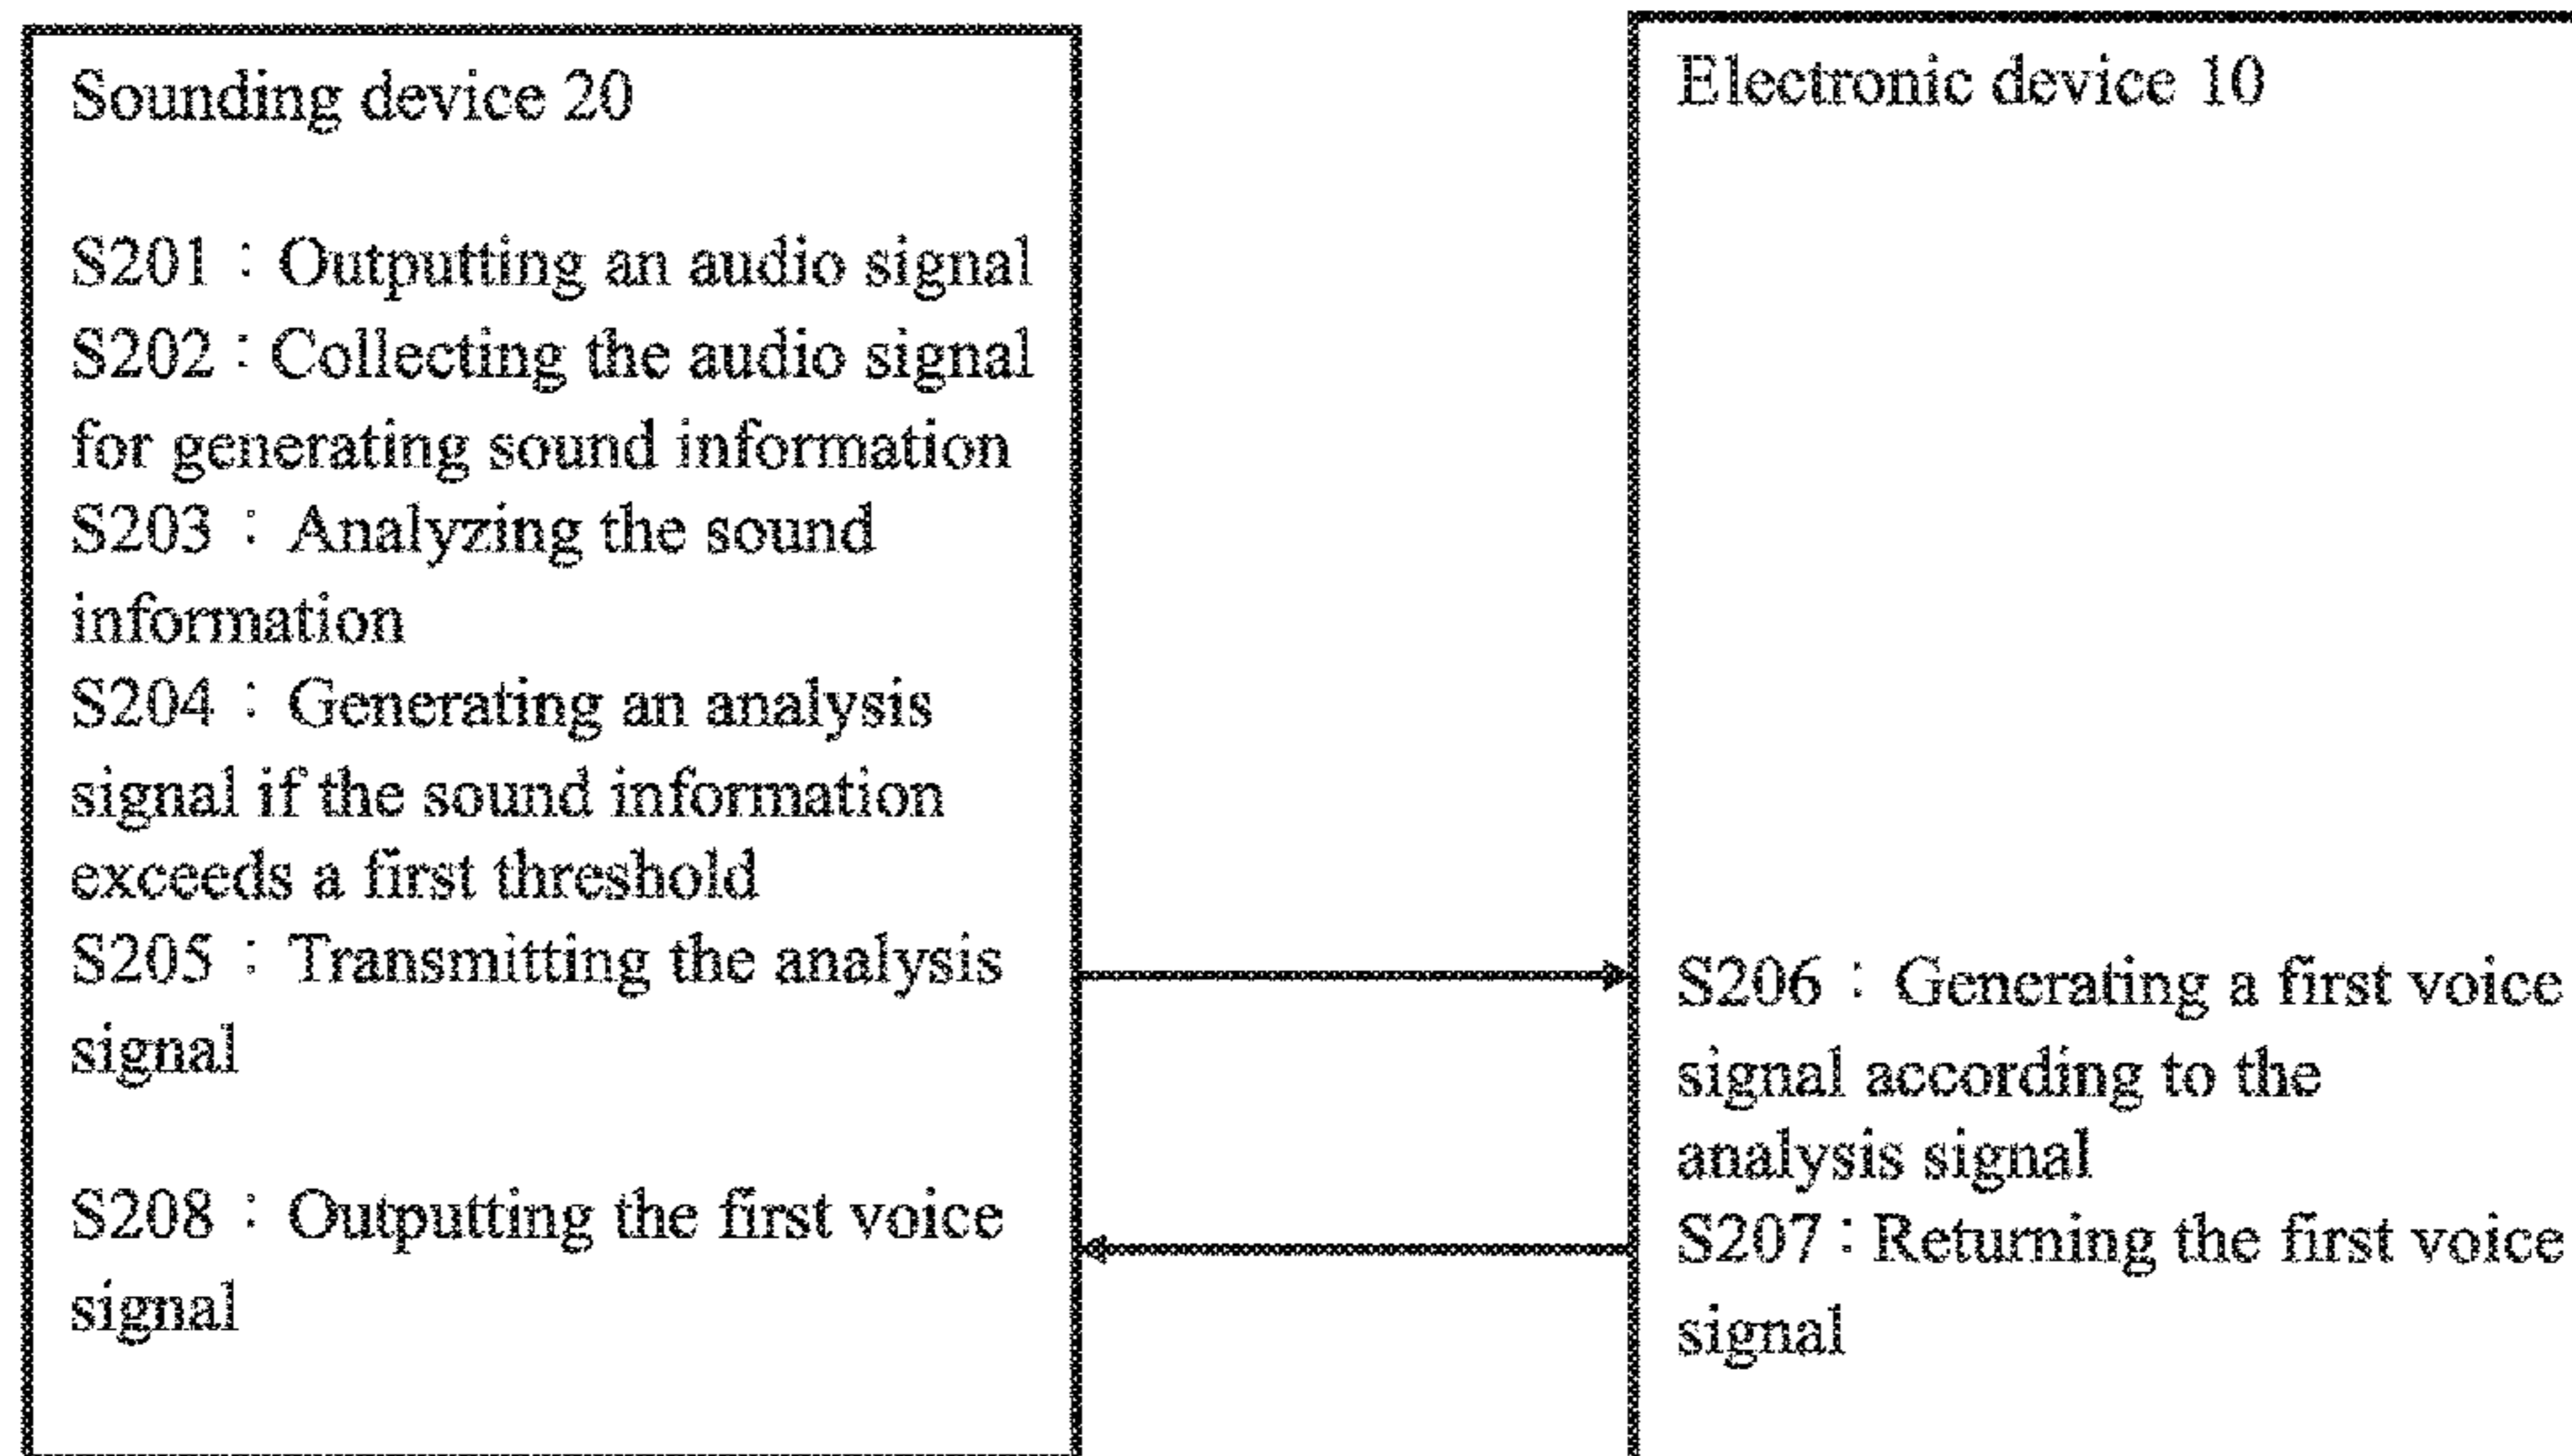 Sounding device 20
S201：Outputting an audio signal
S202：Collecting the audio signal
for generating sound information
S203：Analyzing the sound
information
S204：Generating an analysis
signal if the sound information
exceeds a first threshold
S205：Transmitting the analysis
signal
S208：Outputting the first voice
signal
Electronic device 10
S206：Generating a first voice
signal according to the
analysis signal
S207：Returning the first voice
signal